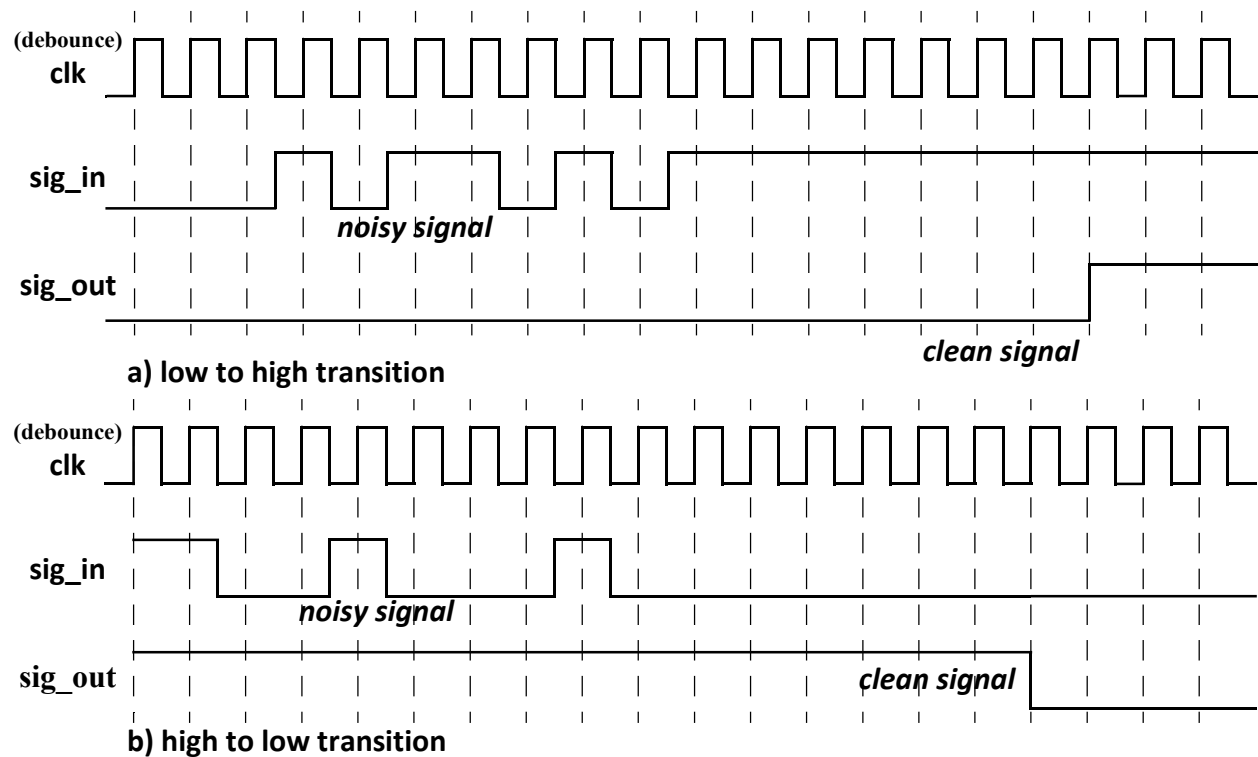 (debounce)
clk
sig_in
noisy signal
sig_out
clean signal
a) low to high transition
(debounce)
clk
sig_in
noisy signal
sig_out
clean signal
b) high to low transition